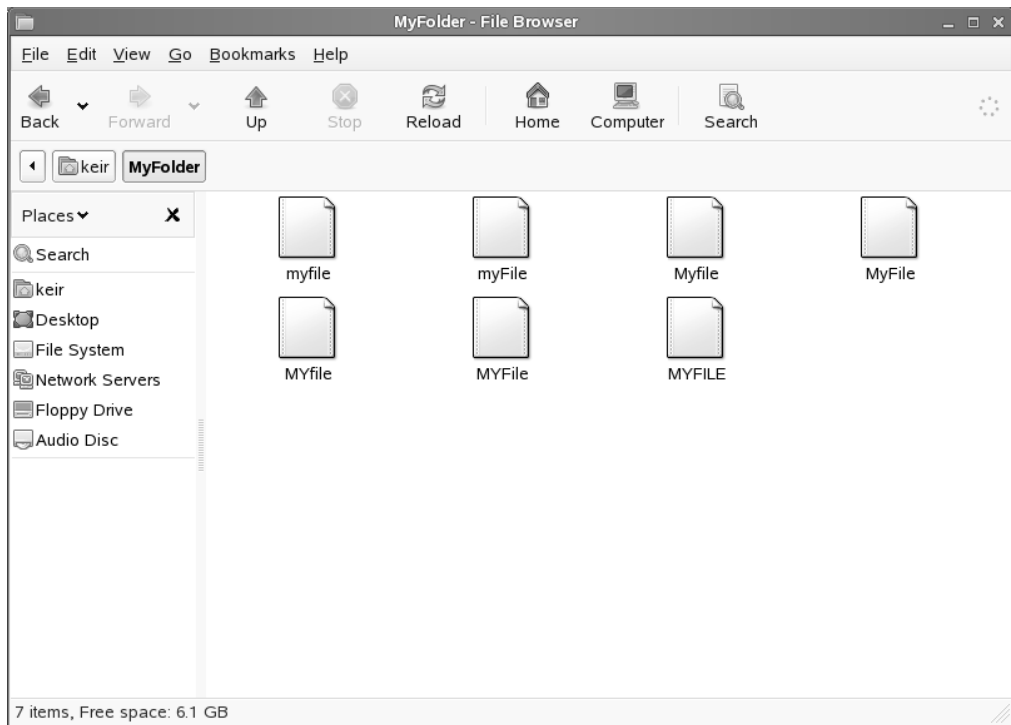 MyFolder - File Browser
File Edit View Go Bookmarks Help
Back Forward Up Stop Reload Home Computer Search
keir MyFolder
Places
Search
keir
Desktop
File System
Network Servers
Floppy Drive
Audio Disc
myfile myFile Myfile MyFile
MYfile MYFile MYFILE
7 items, Free space: 6.1 GB